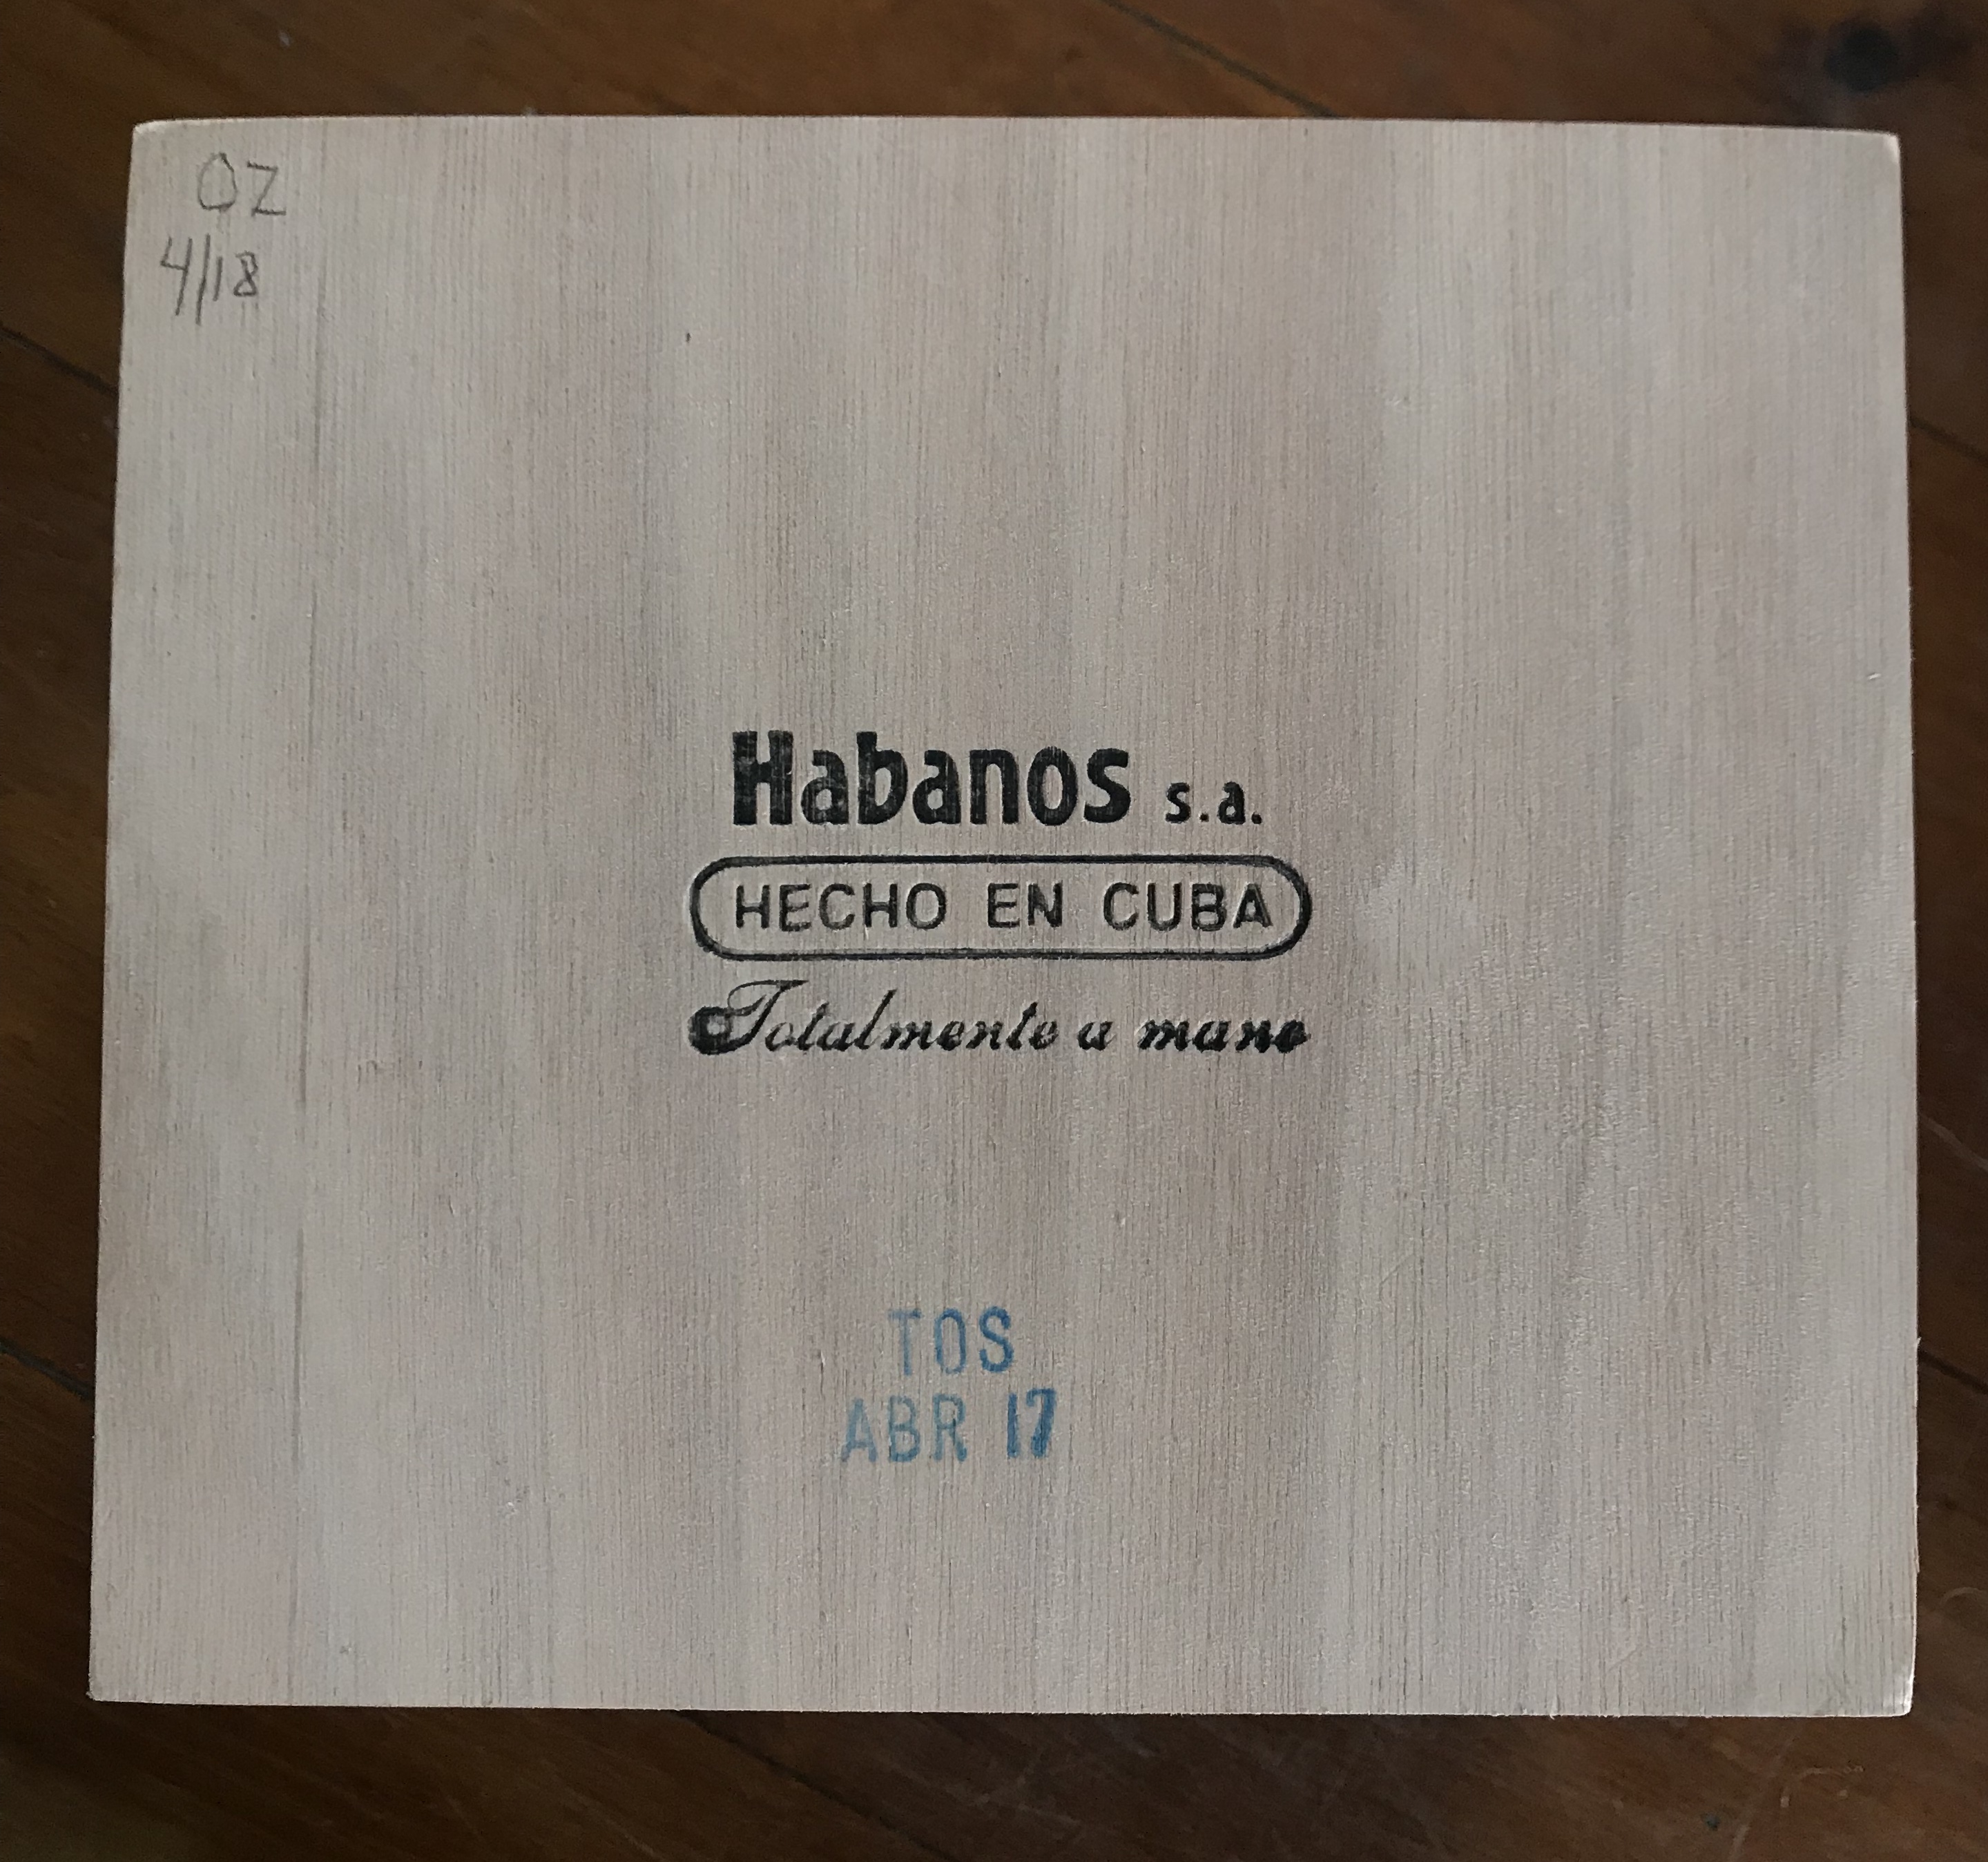 OZ
4/18
Habanos s.a.
HECHO EN CUBA
Totalmente a mano
TOS
ABR 17